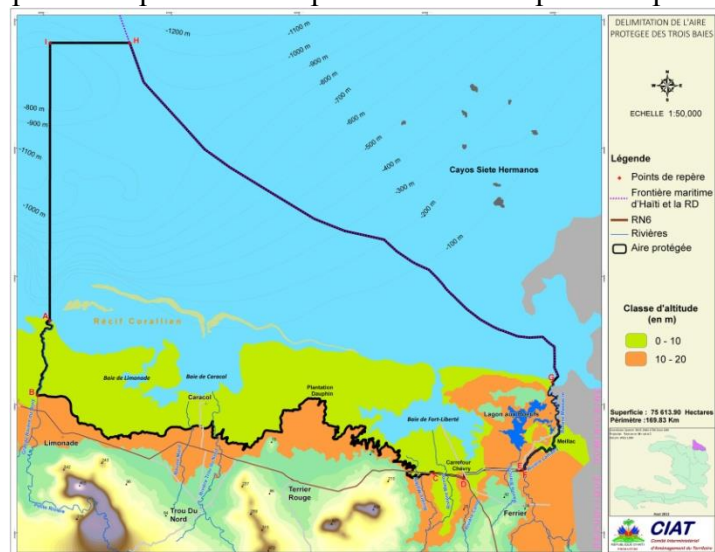 DELIMITATION DE L'AIRE
PROTEGEE DES TROIS BAIES
ECHELLE 1:50,000
Légende
Points de repère
Frontière maritime
d'Haïti et la RD
RN6
Rivières
Aire protégée
Classe d'altitude
(en m)
0 - 10
10 - 20
Superficie : 75 613.90 Hectares
Périmètre :169.83 Km
CIAT
Comité Interministériel
d'Aménagement du Territoire
I
H
-1200 m
-1100 m
-1000 m
-900 m
-800 m
-700 m
-600 m
-500 m
-400 m
-300 m
-200 m
-100 m
-800 m
-900 m
-1100 m
-1000 m
Cayos Siete Hermanos
A
Récif Corallien
B
Baie de Limonade
Baie de Caracol
Caracol
Plantation
Dauphin
Baie de Fort-Liberté
Lagon aux Boeufs
G
Limonade
Carrefour
Chévry
Mellac
C
D
E
Trou Du
Nord
Terrier
Rouge
Ferrier